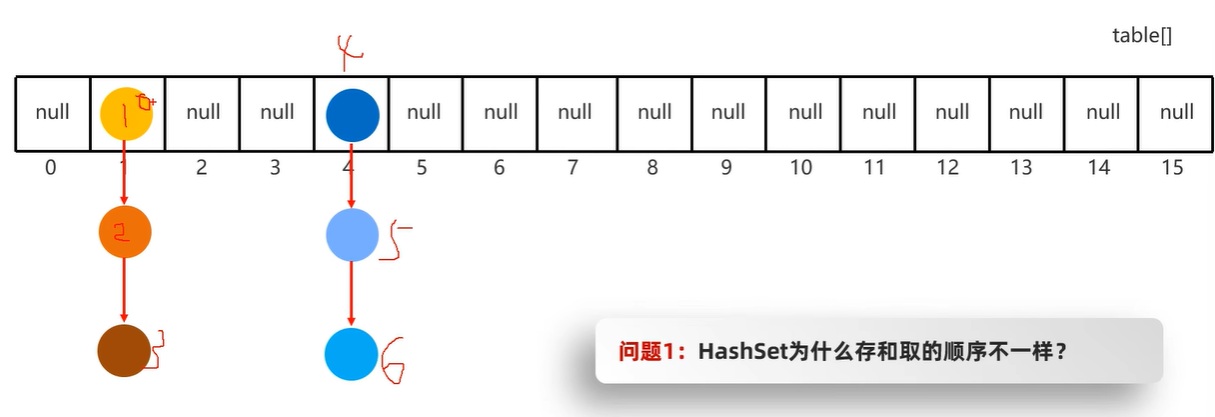 table[]
4
null 1 null null null null null null null null null null null null null
0 1 2 3 4 5 6 7 8 9 10 11 12 13 14 15
2 5
3 6
问题1：HashSet为什么存和取的顺序不一样？